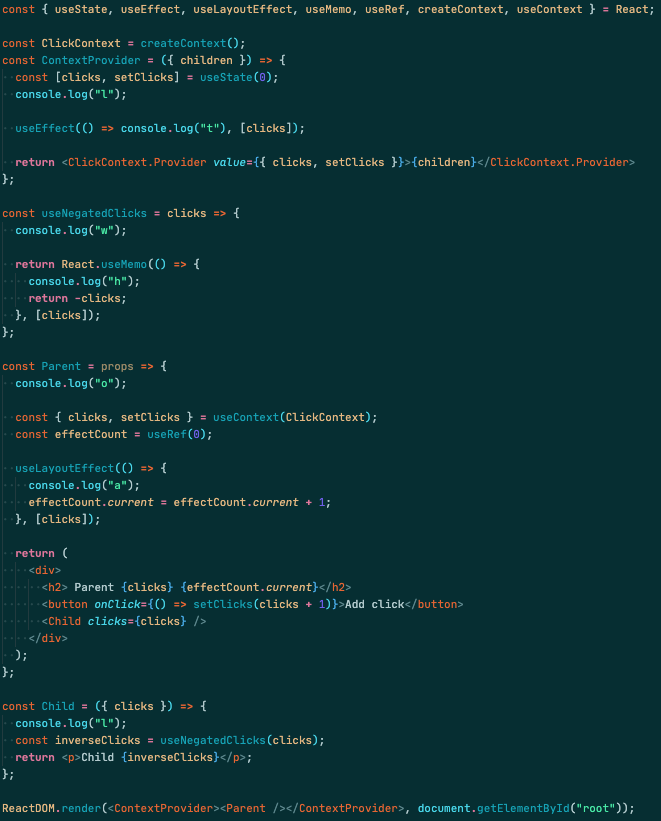 const { useState, useEffect, useLayoutEffect, useMemo, useRef, createContext, useContext } = React;

const ClickContext = createContext();
const ContextProvider = ({ children }) => {
  const [clicks, setClicks] = useState(0);
  console.log("l");

  useEffect(() => console.log("t"), [clicks]);

  return <ClickContext.Provider value={{ clicks, setClicks }}>{children}</ClickContext.Provider>
};

const useNegatedClicks = clicks => {
  console.log("w");

  return React.useMemo(() => {
    console.log("h");
    return -clicks;
  }, [clicks]);
};

const Parent = props => {
  console.log("o");

  const { clicks, setClicks } = useContext(ClickContext);
  const effectCount = useRef(0);

  useLayoutEffect(() => {
    console.log("a");
    effectCount.current = effectCount.current + 1;
  }, [clicks]);

  return (
    <div>
      <h2> Parent {clicks} {effectCount.current}</h2>
      <button onClick={() => setClicks(clicks + 1)}>Add click</button>
      <Child clicks={clicks} />
    </div>
  );
};

const Child = ({ clicks }) => {
  console.log("l");
  const inverseClicks = useNegatedClicks(clicks);
  return <p>Child {inverseClicks}</p>;
};

ReactDOM.render(<ContextProvider><Parent /></ContextProvider>, document.getElementById("root"));